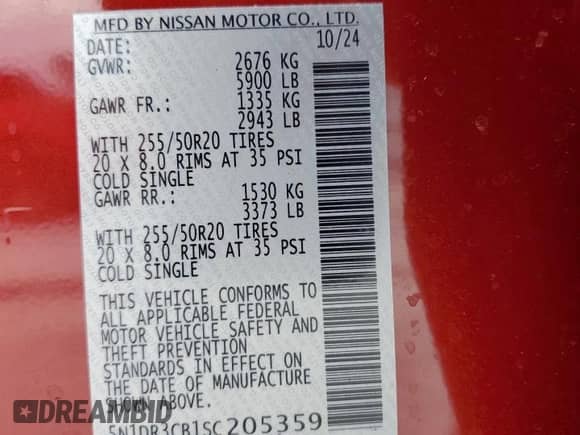 MFD BY NISSAN MOTOR CO., LTD.
DATE: 10/24
GVWR: 2676 KG
5900 LB
GAWR FR.: 1335 KG
2943 LB
WITH 255/50R20 TIRES
20 X 8.0 RIMS AT 35 PSI
COLD SINGLE
GAWR RR.: 1530 KG
3373 LB
WITH 255/50R20 TIRES
20 X 8.0 RIMS AT 35 PSI
COLD SINGLE
THIS VEHICLE CONFORMS TO
ALL APPLICABLE FEDERAL
MOTOR VEHICLE SAFETY AND
THEFT PREVENTION
STANDARDS IN EFFECT ON
THE DATE OF MANUFACTURE
SHOWN ABOVE.
5N1DR3CB1SC205359
DREAMBID